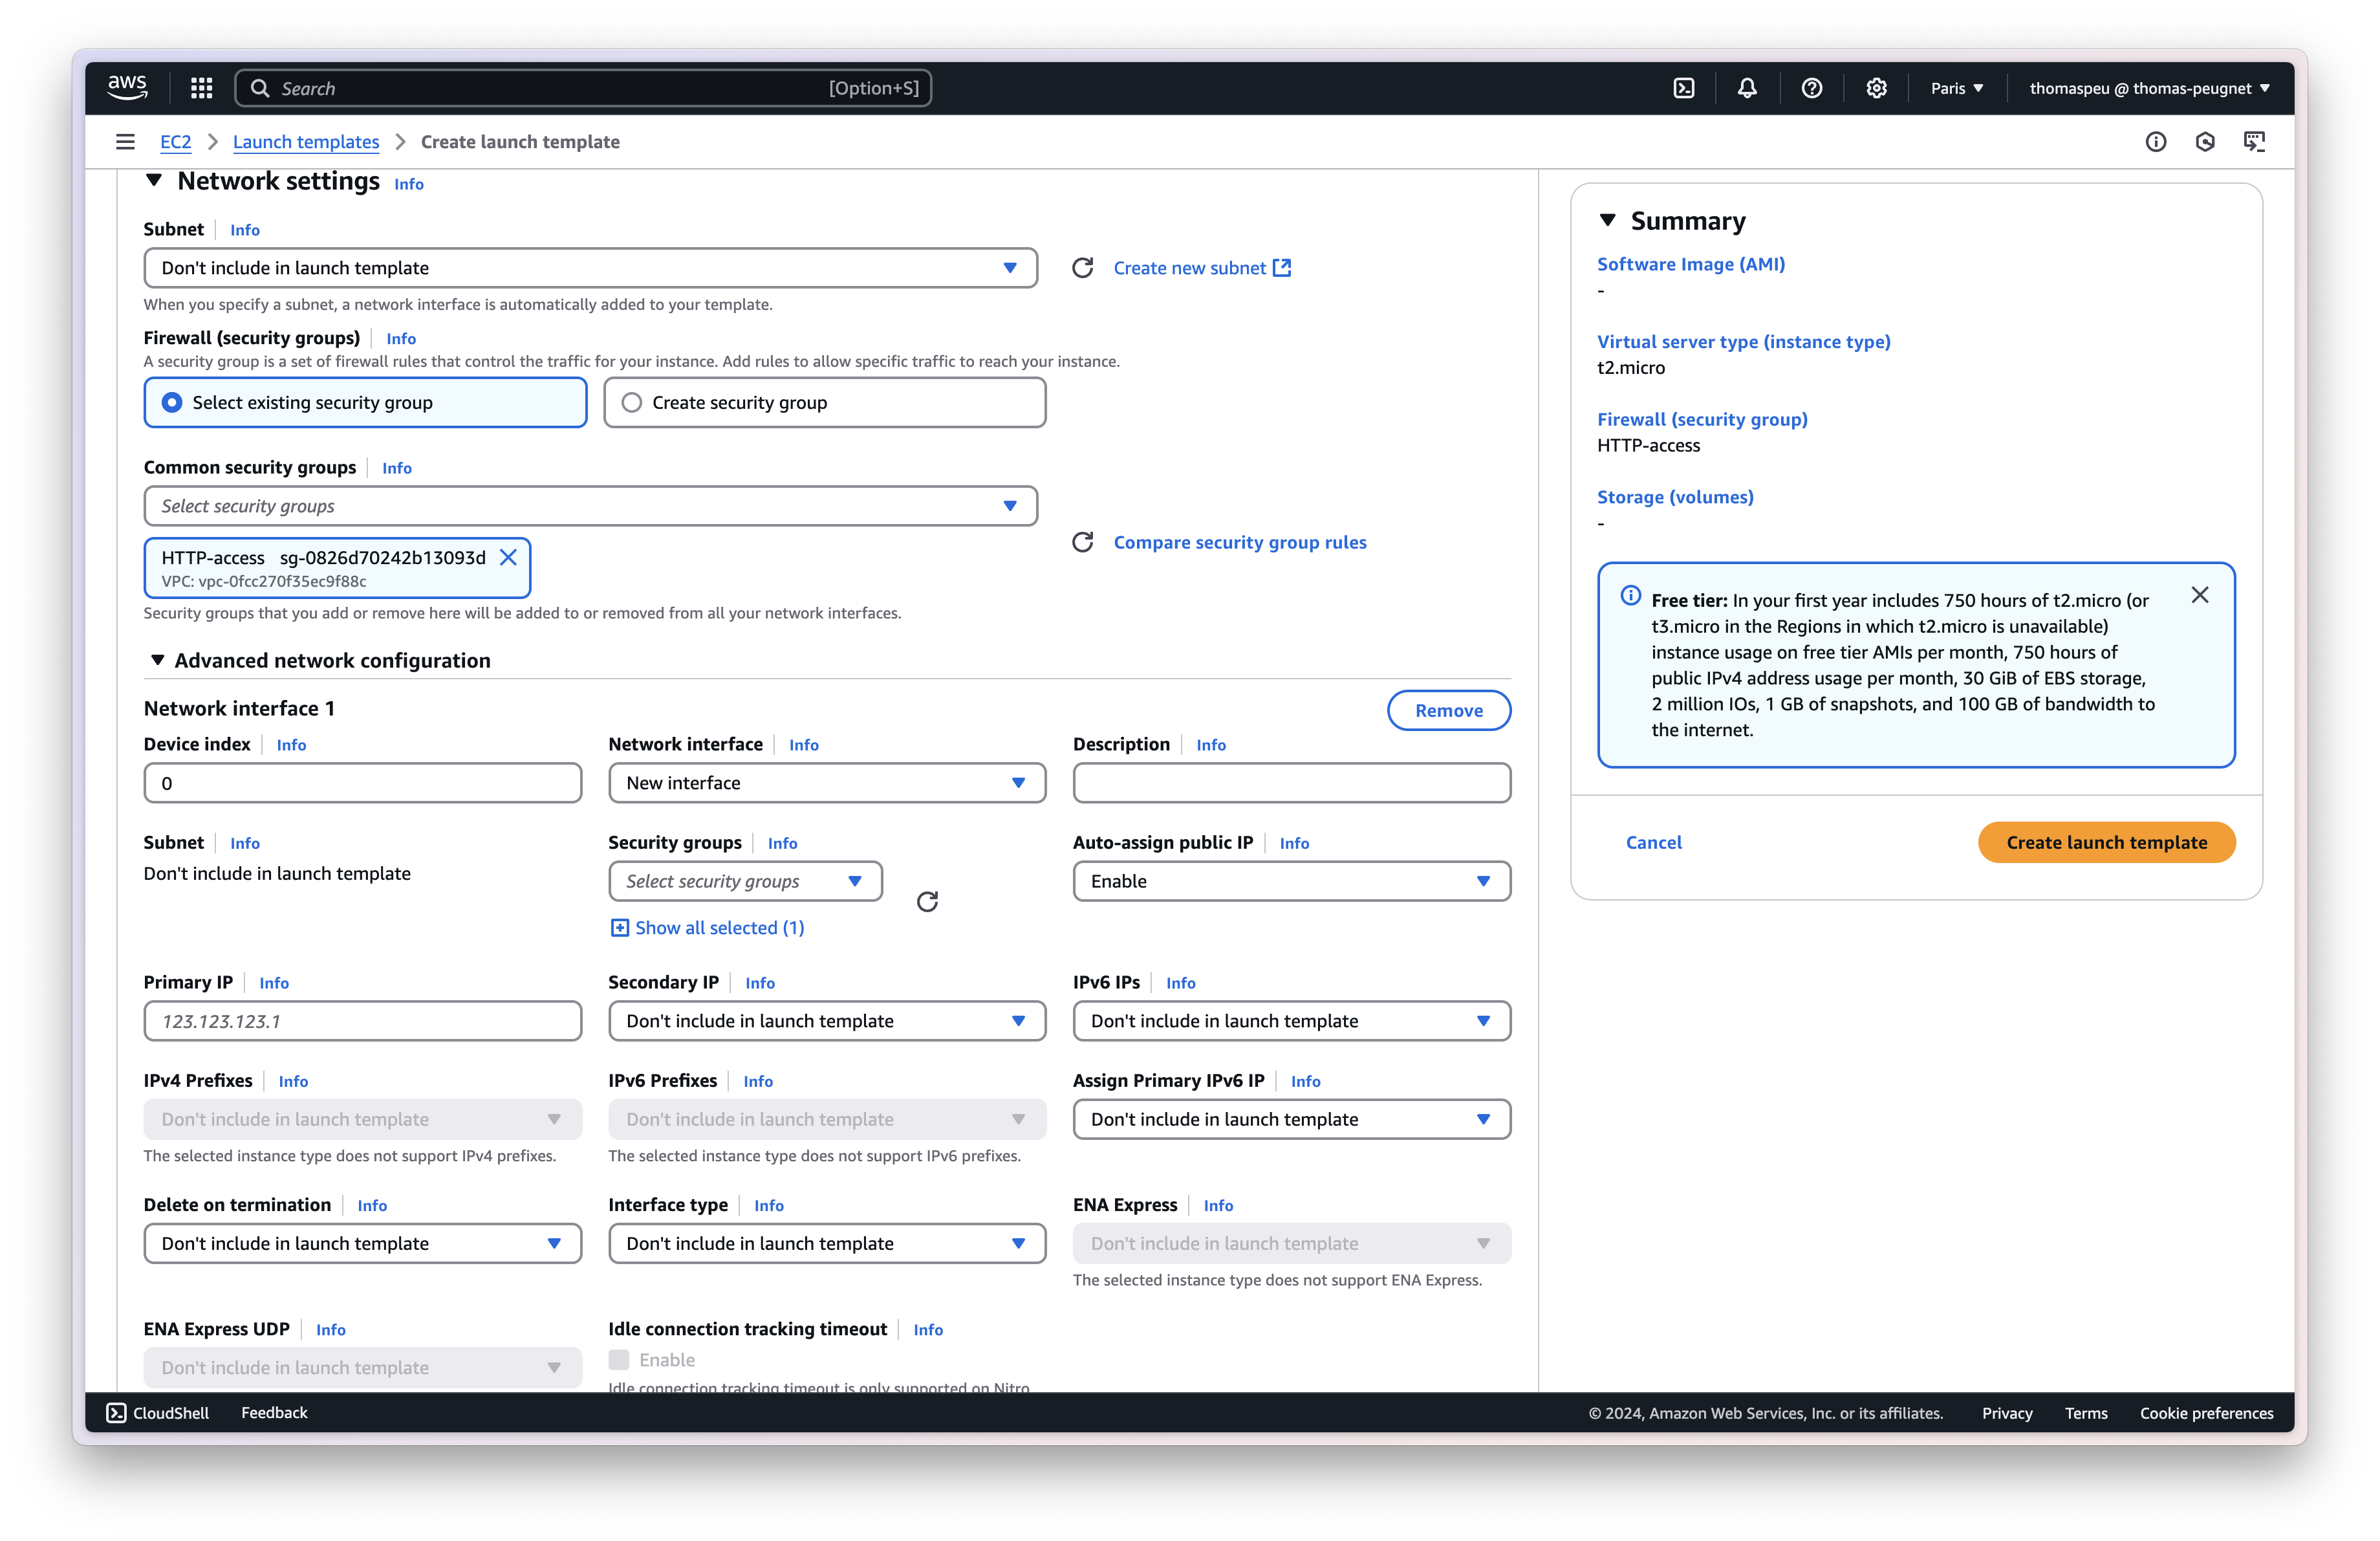 aws
Search [Option+S]
Paris
thomaspeu @ thomas-peugnet
EC2 Launch templates Create launch template
Network settings Info
Subnet Info
Don't include in launch template
Create new subnet
When you specify a subnet, a network interface is automatically added to your template.
Firewall (security groups) Info
A security group is a set of firewall rules that control the traffic for your instance. Add rules to allow specific traffic to reach your instance.
Select existing security group
Create security group
Common security groups Info
Select security groups
HTTP-access sg-0826d70242b13093d
VPC: vpc-0fcc270f35ec9f88c
Compare security group rules
Security groups that you add or remove here will be added to or removed from all your network interfaces.
Advanced network configuration
Network interface 1
Remove
Device index Info
0
Network interface Info
New interface
Description Info
Subnet Info
Don't include in launch template
Security groups Info
Select security groups
Show all selected (1)
Auto-assign public IP Info
Enable
Primary IP Info
123.123.123.1
Secondary IP Info
Don't include in launch template
IPv6 IPs Info
Don't include in launch template
IPv4 Prefixes Info
Don't include in launch template
The selected instance type does not support IPv4 prefixes.
IPv6 Prefixes Info
Don't include in launch template
The selected instance type does not support IPv6 prefixes.
Assign Primary IPv6 IP Info
Don't include in launch template
Delete on termination Info
Don't include in launch template
Interface type Info
Don't include in launch template
ENA Express Info
Don't include in launch template
The selected instance type does not support ENA Express.
ENA Express UDP Info
Don't include in launch template
Idle connection tracking timeout Info
Enable
Idle connection tracking timeout is only supported on Nitro
Summary
Software Image (AMI)
-
Virtual server type (instance type)
t2.micro
Firewall (security group)
HTTP-access
Storage (volumes)
-
Free tier: In your first year includes 750 hours of t2.micro (or
t3.micro in the Regions in which t2.micro is unavailable)
instance usage on free tier AMIs per month, 750 hours of
public IPv4 address usage per month, 30 GiB of EBS storage,
2 million IOs, 1 GB of snapshots, and 100 GB of bandwidth to
the internet.
Cancel
Create launch template
CloudShell
Feedback
© 2024, Amazon Web Services, Inc. or its affiliates.
Privacy
Terms
Cookie preferences